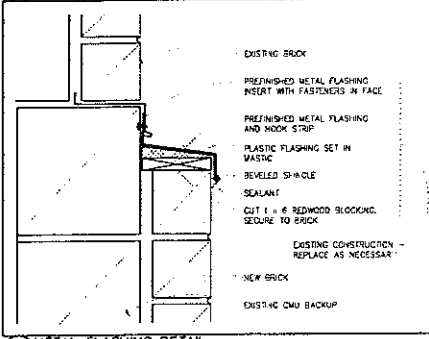 EXISTING BRICK
PREFINISHED METAL FLASHING
INSERT WITH FASTENERS IN FACE
PREFINISHED METAL FLASHING
AND HOOK STRIP
PLASTIC FLASHING SET IN
MASTIC
BEVELED SHINGLE
SEALANT
CUT 1 x 6 REDWOOD BLOCKING,
SECURE TO BRICK
EXISTING CONSTRUCTION -
REPLACE AS NECESSARY
NEW BRICK
EXISTING CMU BACKUP
METAL FLASHING DETAIL